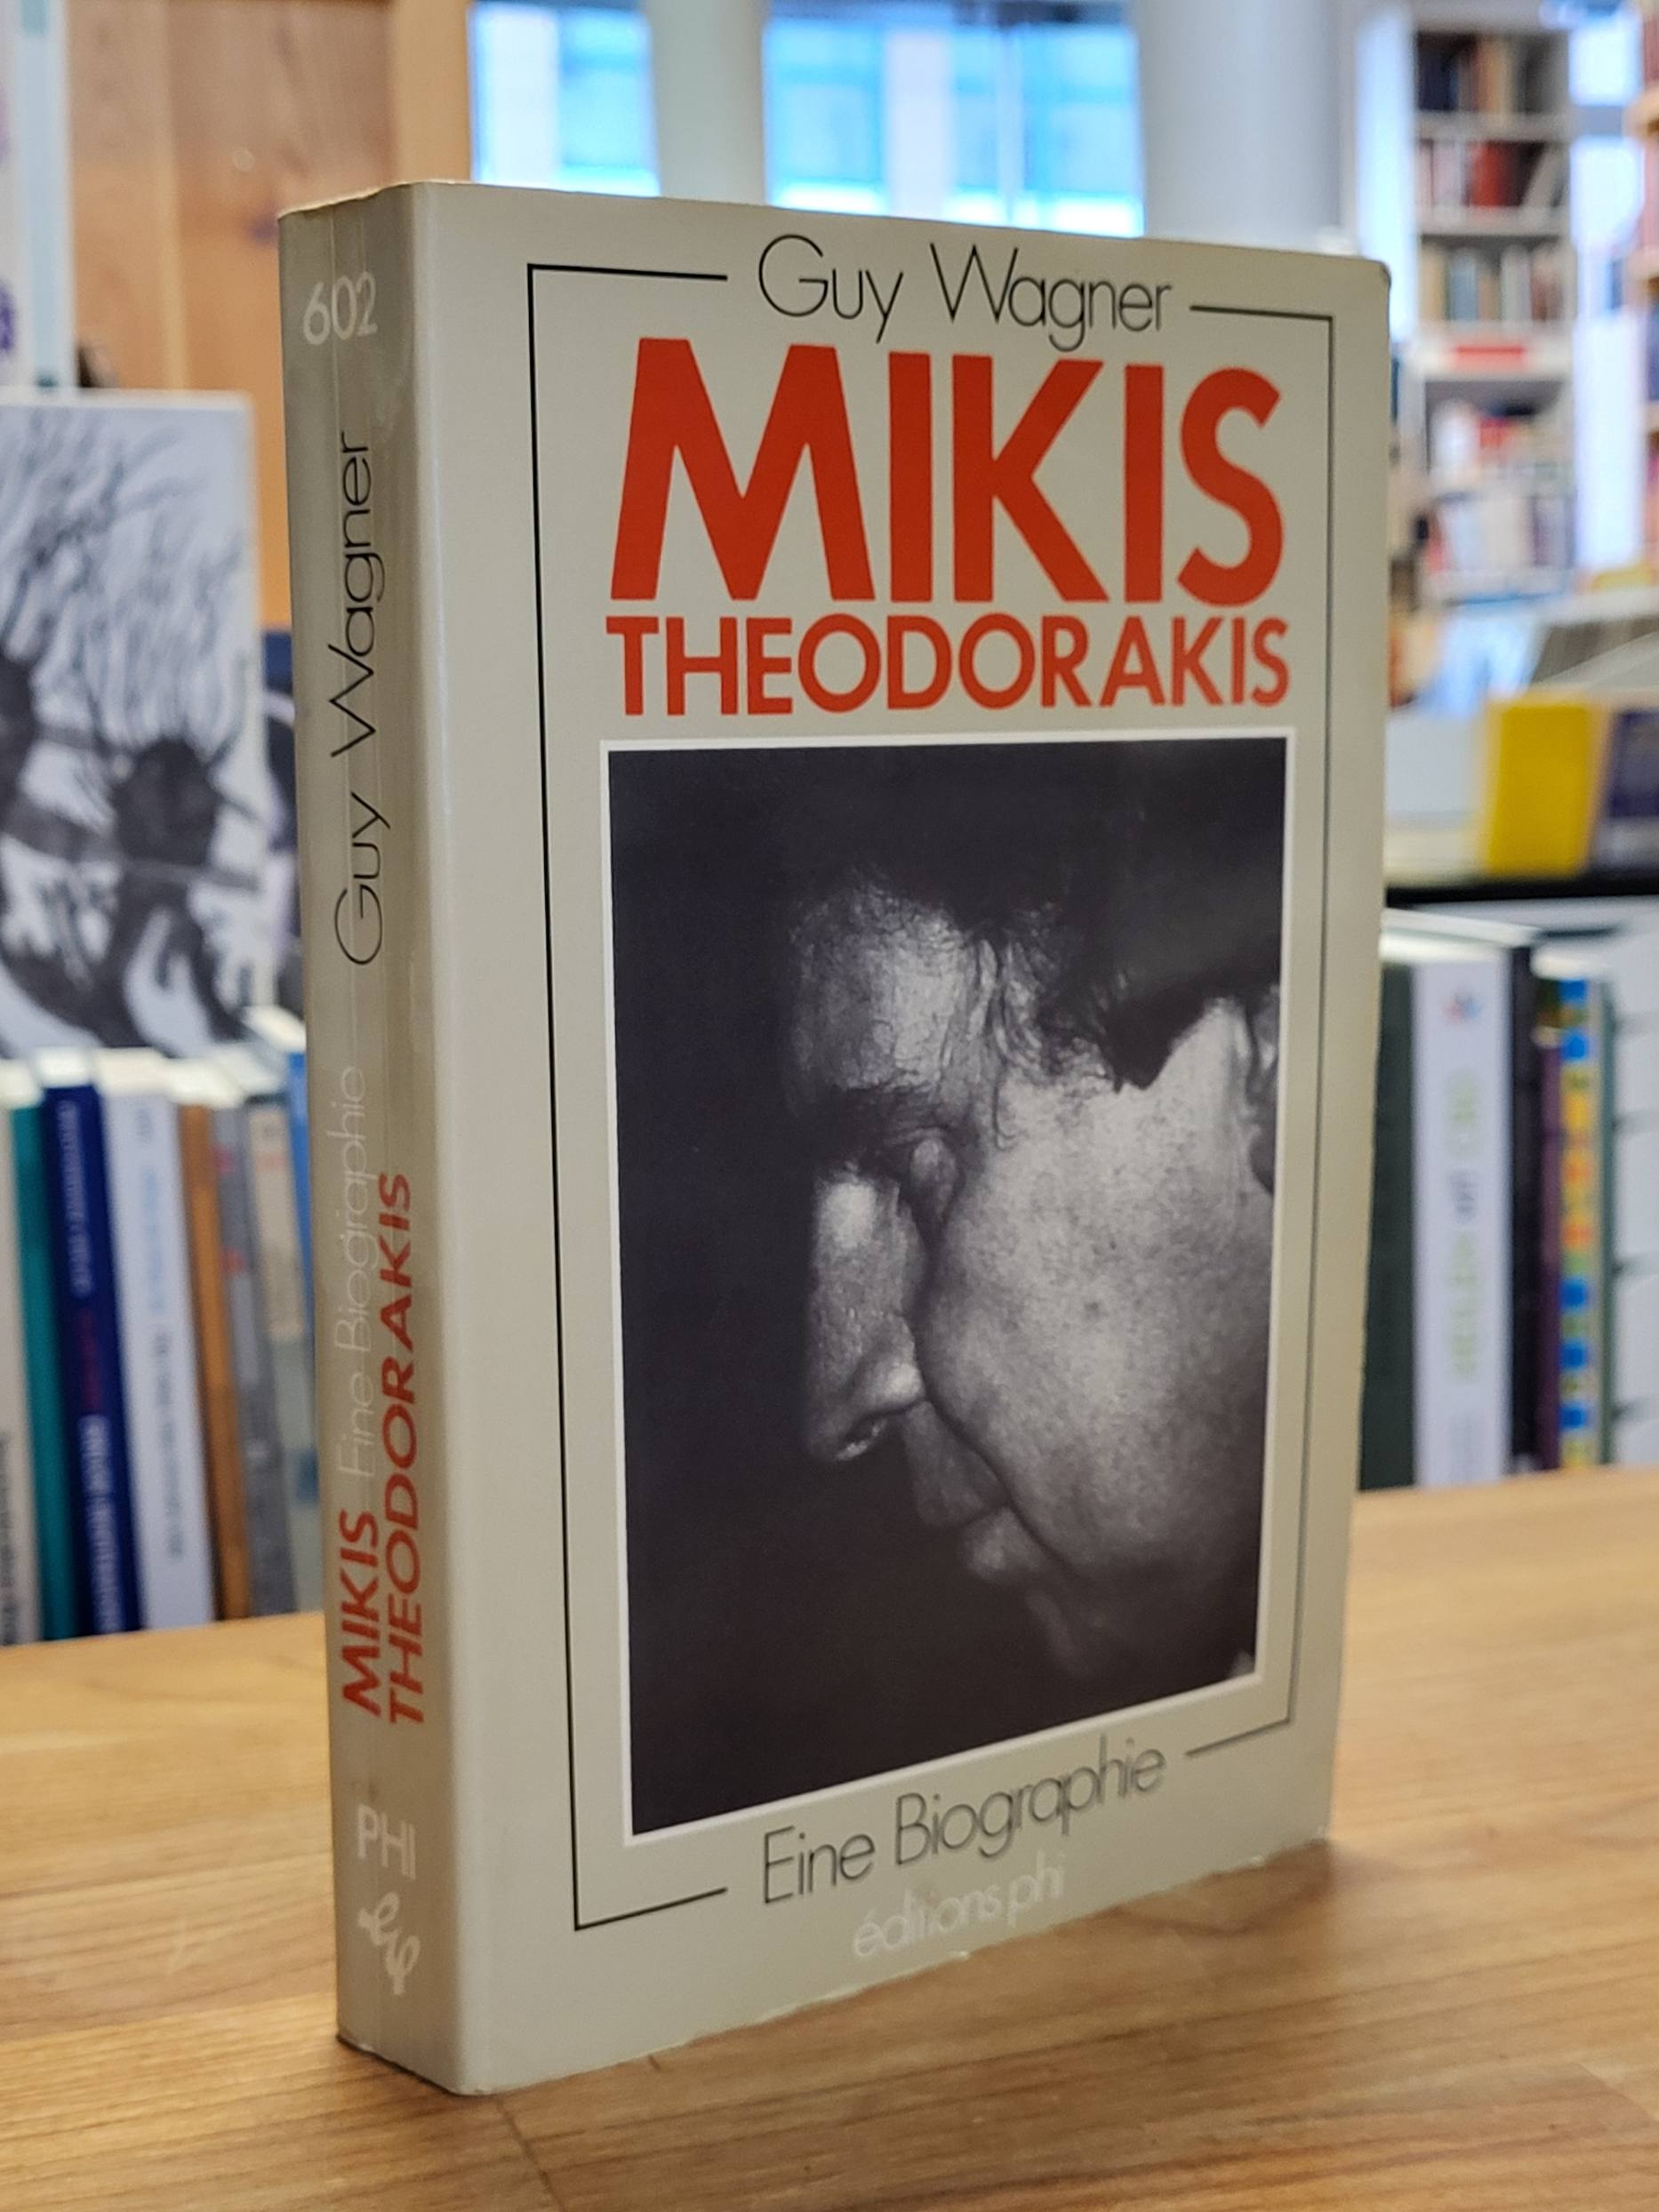 Guy Wagner
MIKIS
THEODORAKIS
Eine Biographie
éditions phi
602
Guy Wagner
Eine Biographie
MIKIS
THEODORAKIS
PHI